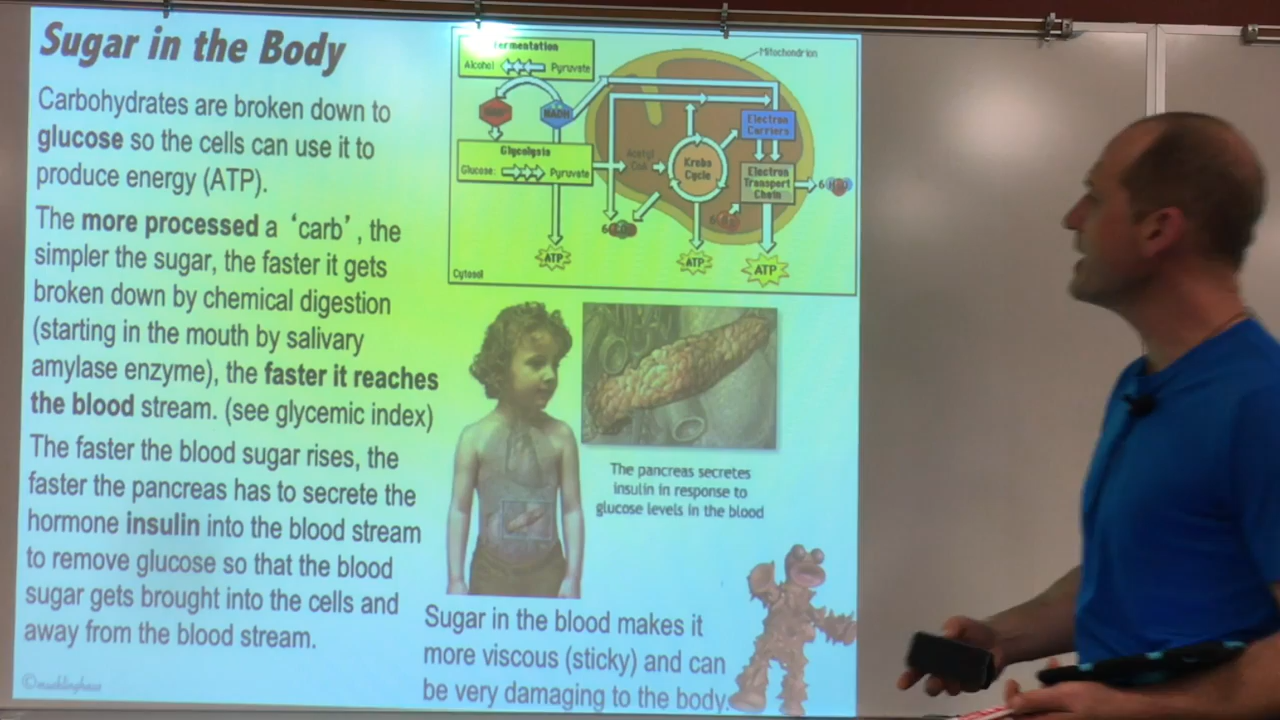 Sugar in the Body
Carbohydrates are broken down to
glucose so the cells can use it to
produce energy (ATP).
The more processed a ‘carb’, the
simpler the sugar, the faster it gets
broken down by chemical digestion
(starting in the mouth by salivary
amylase enzyme), the faster it reaches
the blood stream. (see glycemic index)
The faster the blood sugar rises, the
faster the pancreas has to secrete the
hormone insulin into the blood stream
to remove glucose so that the blood
sugar gets brought into the cells and
away from the blood stream.
Fermentation
Alcohol
Pyruvate
Mitochondrion
NADH
Electron
Carriers
Glycolysis
Glucose
Pyruvate
Acetyl
CoA
Krebs
Cycle
Electron
Transport
Chain
6 H2O
6 CO2
6
ATP
ATP
ATP
Cytosol
The pancreas secretes
insulin in response to
glucose levels in the blood
Sugar in the blood makes it
more viscous (sticky) and can
be very damaging to the body.